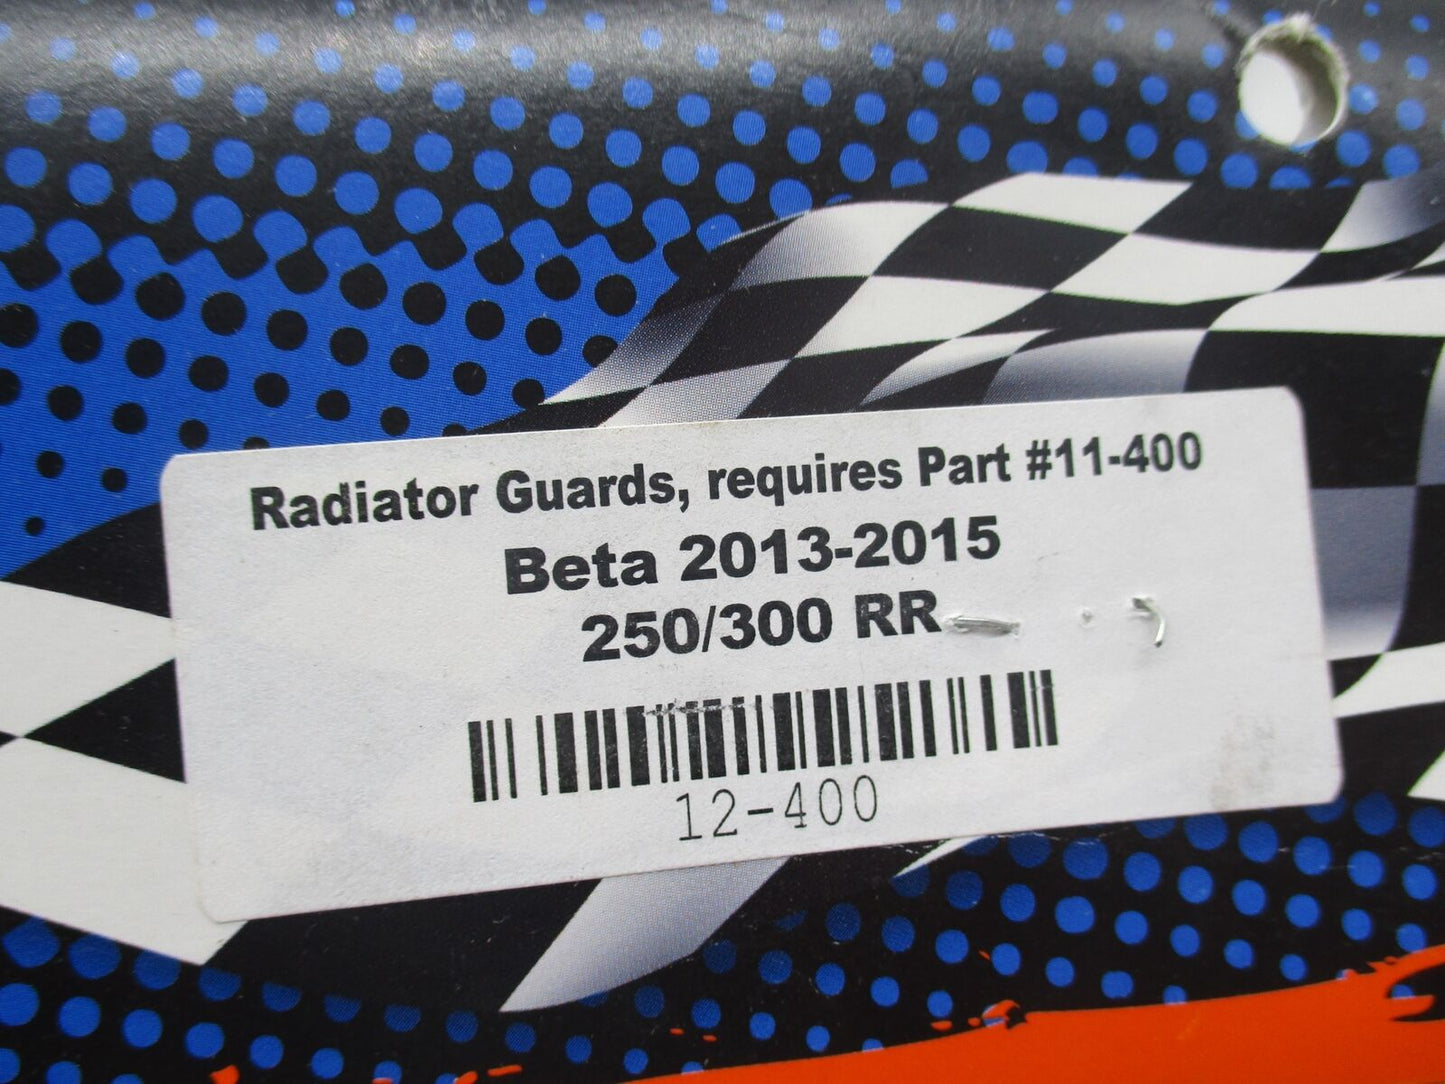 Radiator Guards, requires Part #11-400
Beta 2013-2015
250/300 RR
12-400